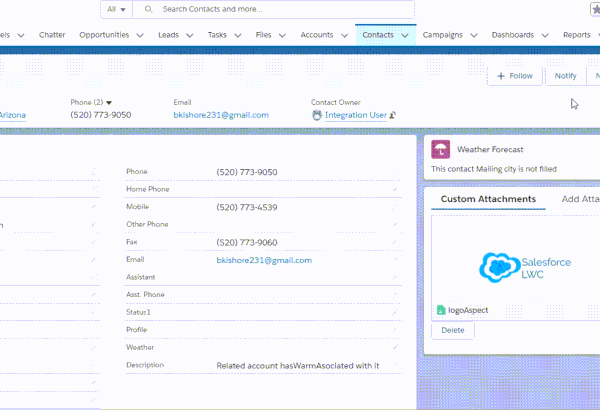 All Search Contacts and more...
els Chatter Opportunities Leads Tasks Files Accounts Contacts Campaigns Dashboards Reports
+ Follow Notify N
Phone (2) Email Contact Owner
Arizona (520) 773-9050 bkishore231@gmail.com Integration User
Phone (520) 773-9050
Home Phone
Mobile (520) 773-4539
Other Phone
Fax (520) 773-9060
Email bkishore231@gmail.com
Assistant
Asst. Phone
Status1
Profile
Weather
Description Related account hasWarmAsociated with it
Weather Forecast
This contact Mailing city is not filled
Custom Attachments Add Atta
Salesforce
LWC
logoAspect
Delete